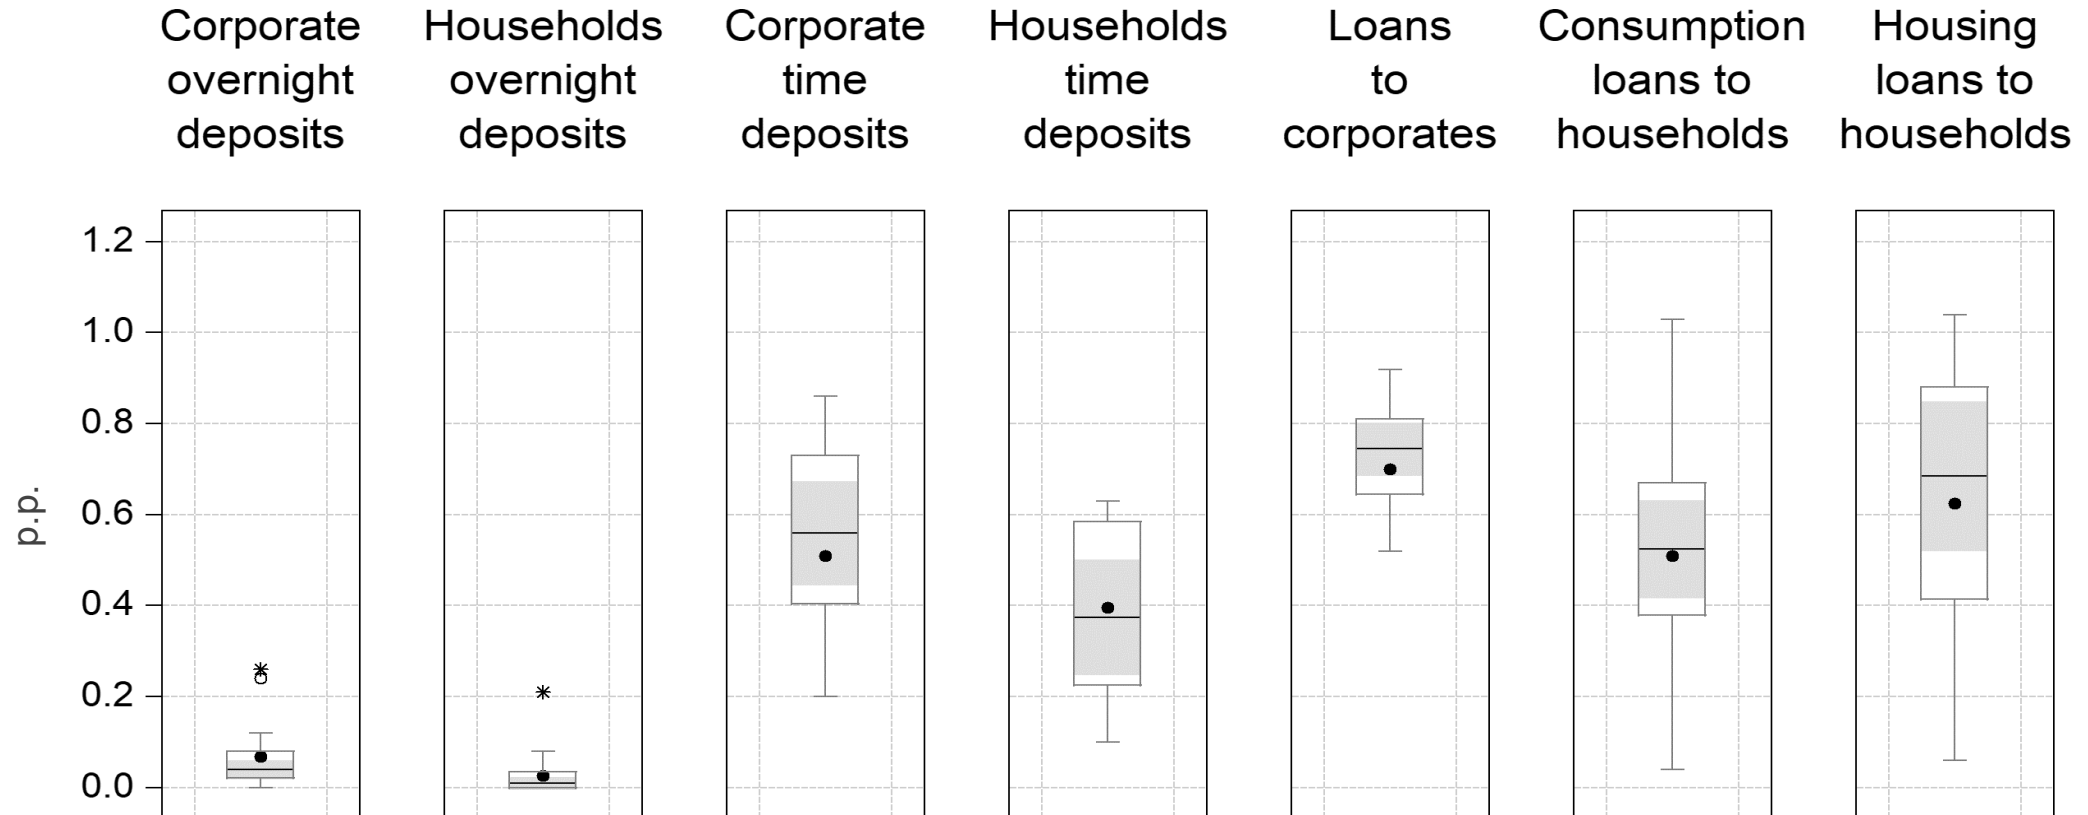 Corporate
overnight
deposits
Households
overnight
deposits
Corporate
time
deposits
Households
time
deposits
Loans
to
corporates
Consumption
loans to
households
Housing
loans to
households
1.2
1.0
0.8
0.6
0.4
0.2
0.0
p.p.